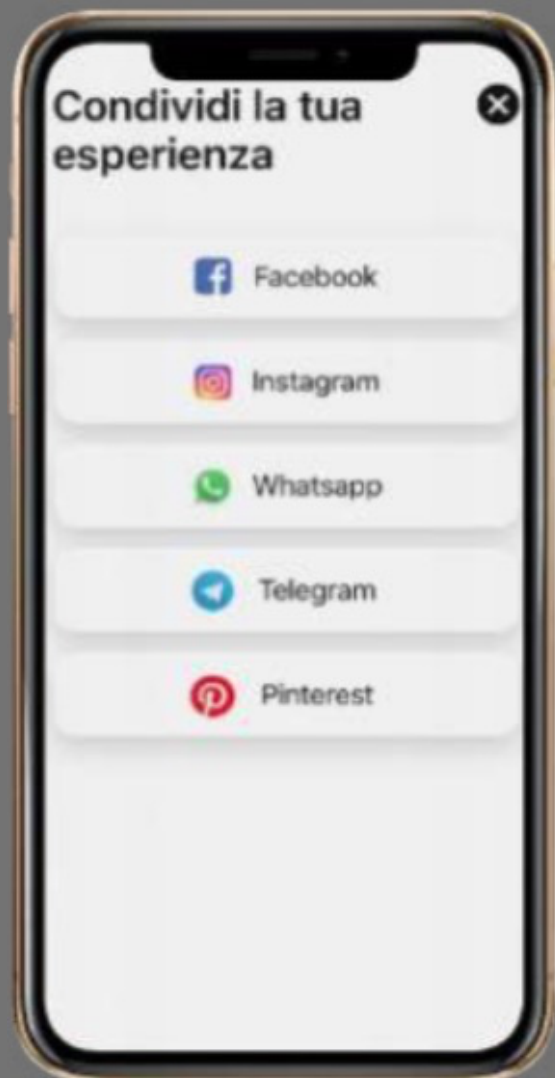 Condividi la tua
esperienza
Facebook
Instagram
Whatsapp
Telegram
Pinterest